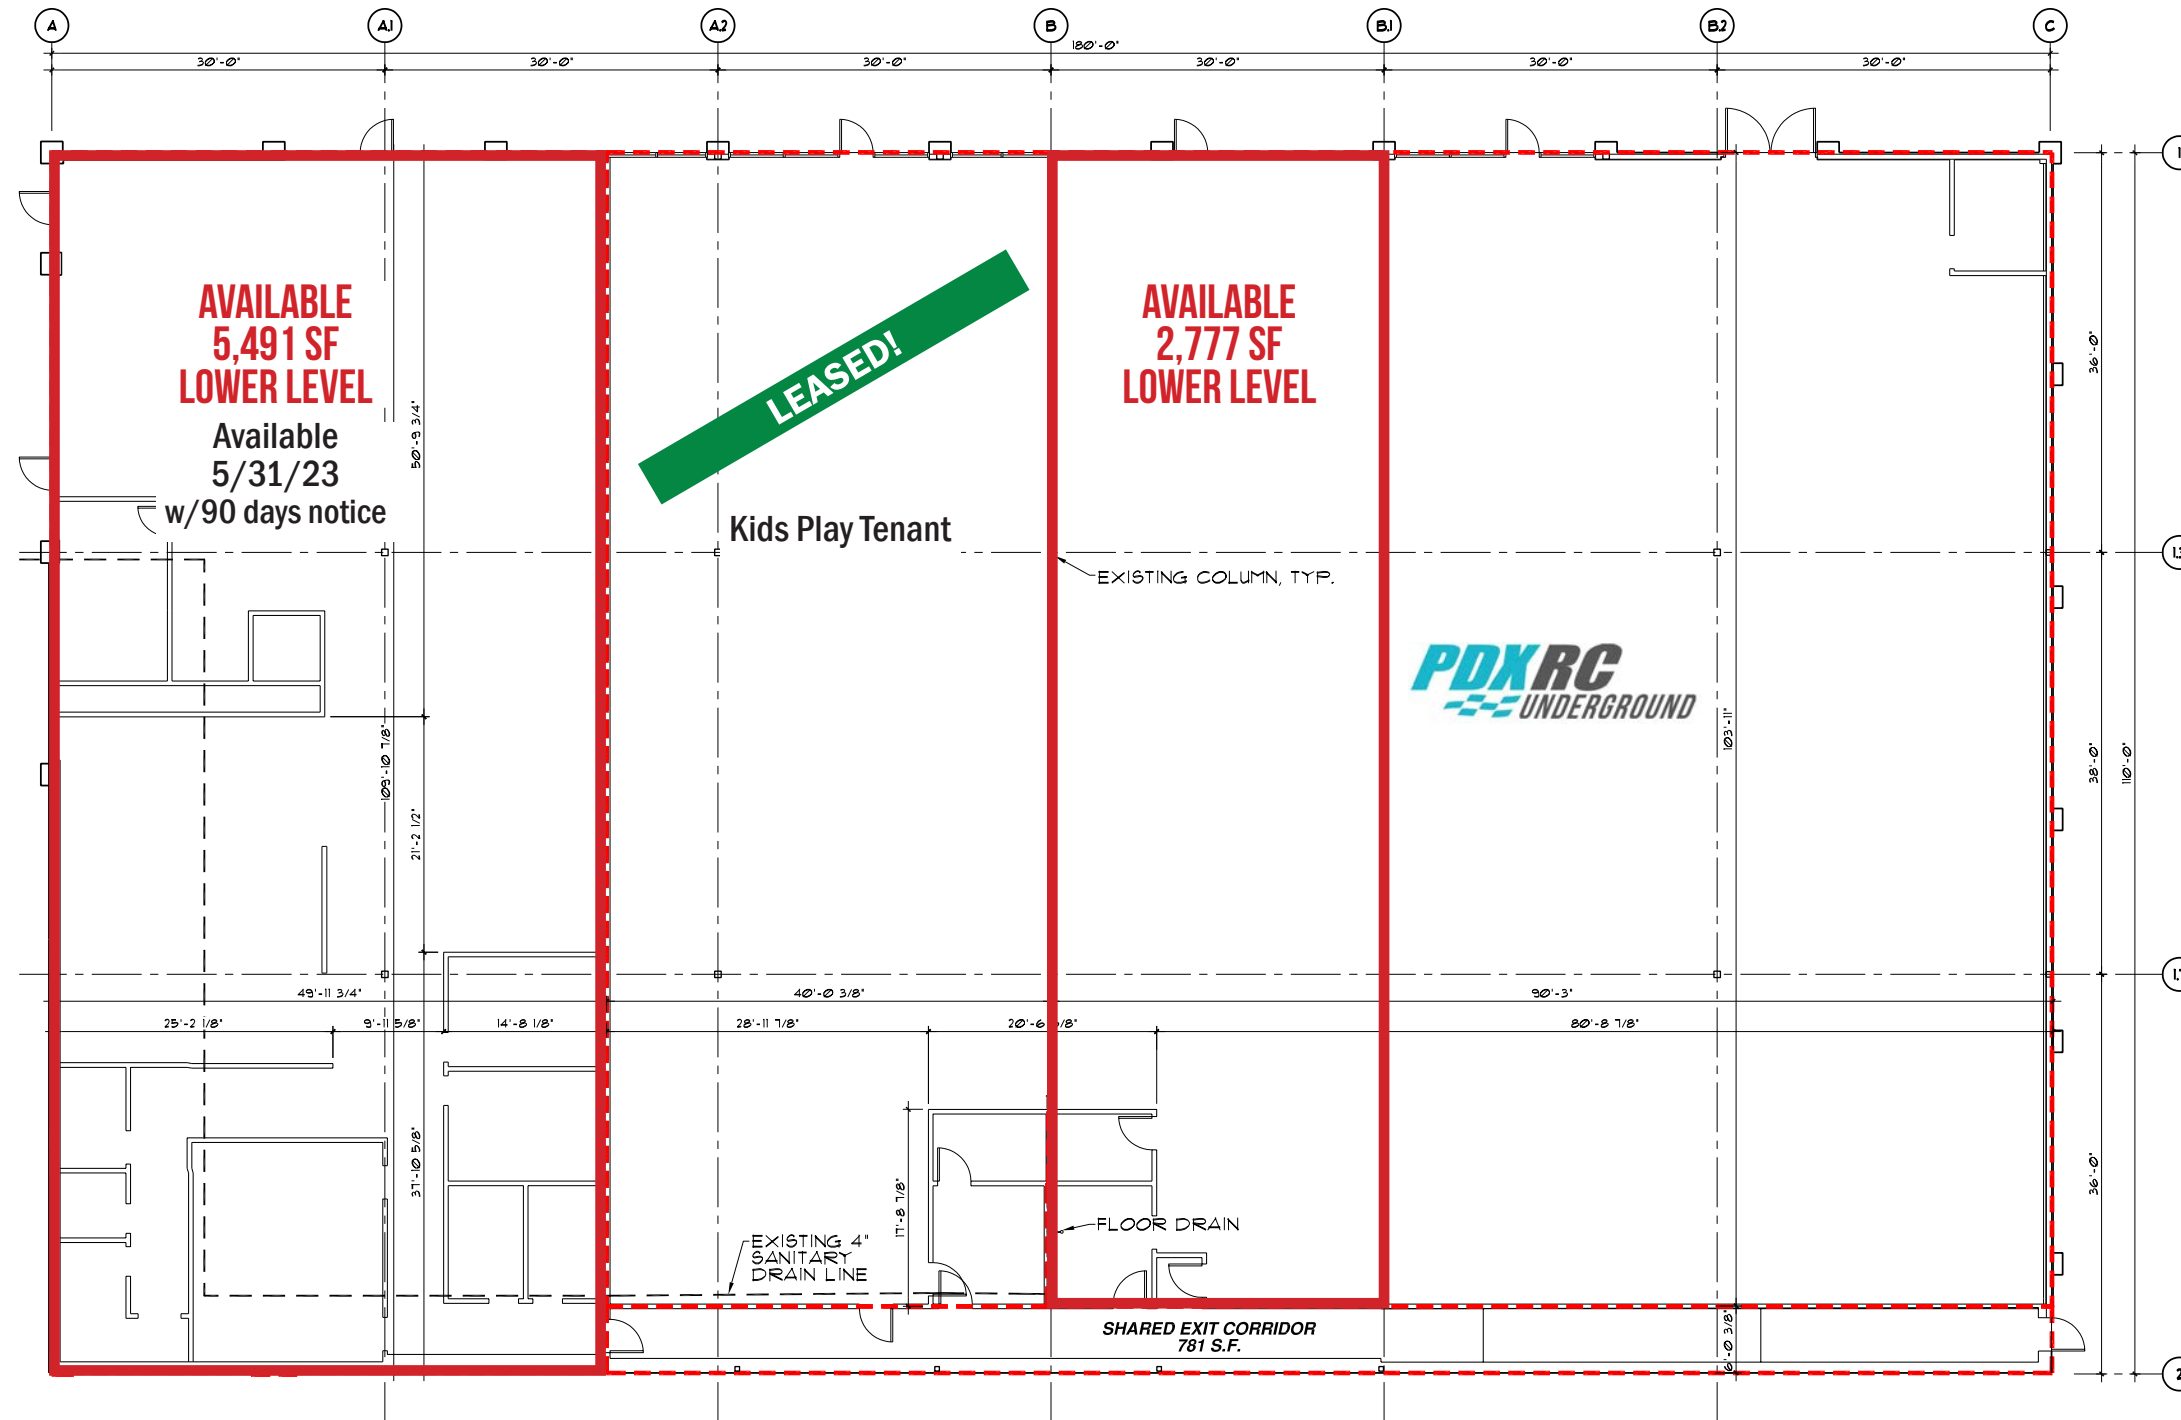 A
A.1
A.2
B
B.1
B.2
C
180'-0"
30'-0"
30'-0"
30'-0"
30'-0"
30'-0"
30'-0"
1
AVAILABLE
5,491 SF
LOWER LEVEL
Available
5/31/23
w/90 days notice
50'-9 3/4"
LEASED!
Kids Play Tenant
AVAILABLE
2,777 SF
LOWER LEVEL
EXISTING COLUMN, TYP.
36'-0"
PDXRC
UNDERGROUND
103'-11"
38'-0"
110'-0"
109'-10 7/8"
21'-2 1/2"
49'-11 3/4"
40'-0 3/8"
90'-3"
25'-2 1/8"
9'-11 5/8"
14'-8 1/8"
28'-11 7/8"
80'-8 7/8"
37'-10 5/8"
17'-8 7/8"
36'-0"
FLOOR DRAIN
EXISTING 4"
SANITARY
DRAIN LINE
SHARED EXIT CORRIDOR
781 S.F.
6'-0 3/8"
2